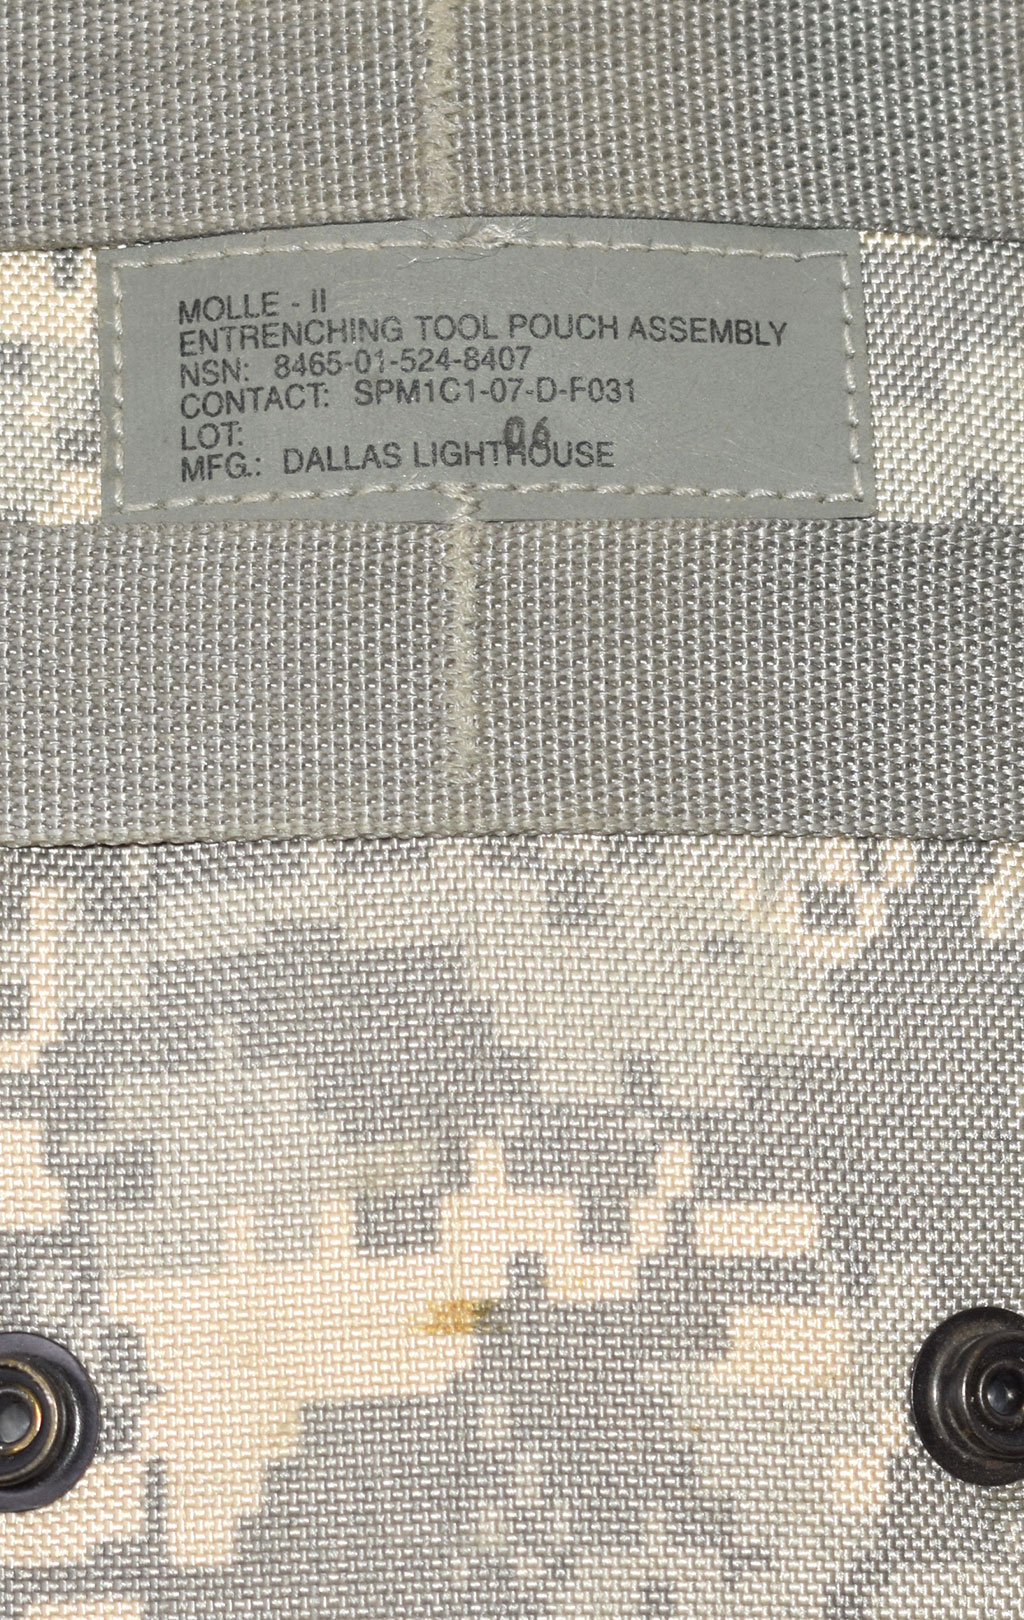 MOLLE - II
ENTRENCHING TOOL POUCH ASSEMBLY
NSN: 8465-01-524-8407
CONTACT: SPM1C1-07-D-F031
LOT: 06
MFG.: DALLAS LIGHTHOUSE